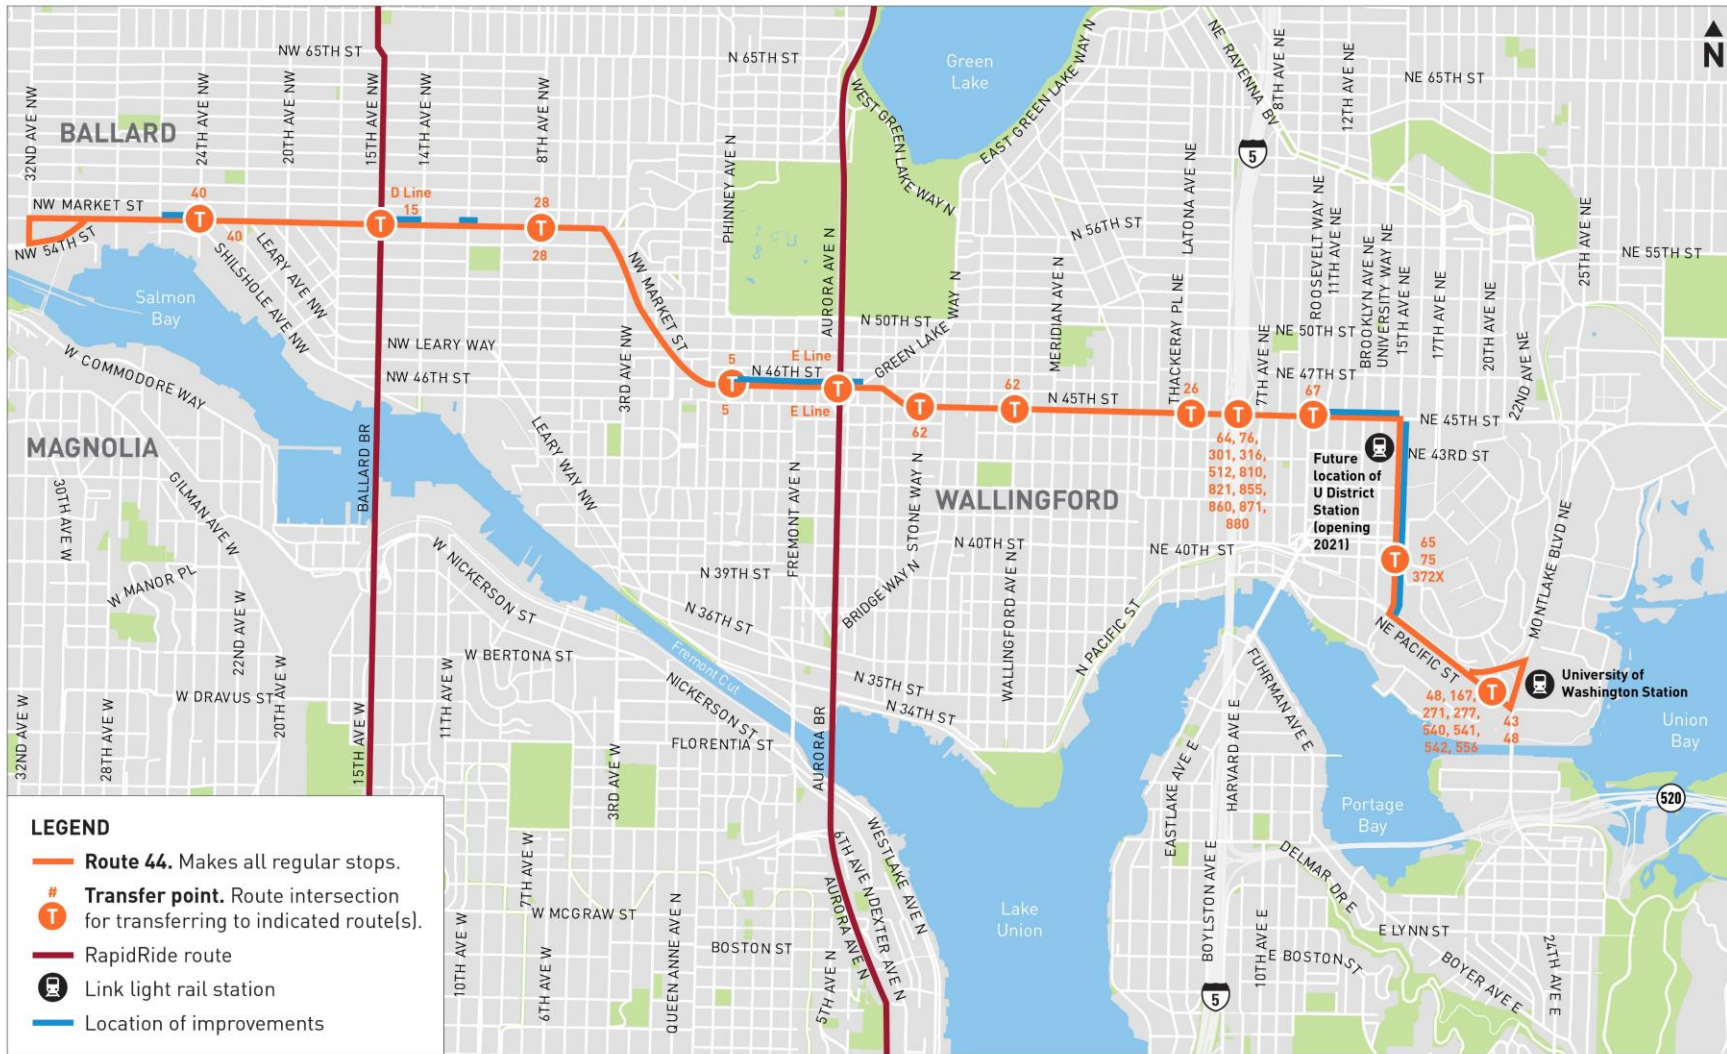 N
NW 65TH ST
N 65TH ST
NE 65TH ST
32ND AVE NW
24TH AVE NW
20TH AVE NW
15TH AVE NW
14TH AVE NW
8TH AVE NW
BALLARD
Green
Lake
WEST GREEN LAKE WAY N
EAST GREEN LAKE WAY N
NE RAVENNA BV
8TH AVE NE
12TH AVE NE
5
PHINNEY AVE N
AURORA AVE N
LATONA AVE NE
N 56TH ST
ROOSEVELT WAY NE
11TH AVE NE
BROOKLYN AVE NE
UNIVERSITY WAY NE
15TH AVE NE
17TH AVE NE
20TH AVE NE
22ND AVE NE
25TH AVE NE
NE 55TH ST
NW MARKET ST
40
T
40
D Line
15
T
28
T
28
NW 54TH ST
LEARY AVE NW
SHILSHOLE AVE NW
Salmon
Bay
W COMMODORE WAY
NW MARKET ST
N 50TH ST
GREEN LAKE WAY N
MERIDIAN AVE N
THACKERAY PL NE
7TH AVE NE
NE 50TH ST
NW LEARY WAY
NW 46TH ST
3RD AVE NW
5
T
5
N 46TH ST
E Line
T
E Line
T
62
62
T
N 45TH ST
26
T
T
64, 76,
301, 316,
512, 810,
821, 855,
860, 871,
880
NE 47TH ST
67
T
NE 45TH ST
NE 43RD ST
Future
location of
U District
Station
(opening
2021)
MAGNOLIA
WALLINGFORD
30TH AVE W
GILMAN AVE W
BALLARD BR
LEARY WAY NW
FREMONT AVE N
STONE WAY N
N 40TH ST
NE 40TH ST
T
65
75
372X
MONTLAKE BLVD NE
W MANOR PL
W NICKERSON ST
N 39TH ST
N 36TH ST
BRIDGE WAY N
WALLINGFORD AVE N
N PACIFIC ST
NE PACIFIC ST
22ND AVE W
W BERTONA ST
Fremont Cut
N 35TH ST
N 34TH ST
FUHRMAN AVE E
T
48, 167,
271, 277,
540, 541,
542, 556
43
48
University of
Washington Station
Union
Bay
32ND AVE W
28TH AVE W
W DRAVUS ST
20TH AVE W
15TH AVE W
11TH AVE W
NICKERSON ST
FLORENTIA ST
3RD AVE W
AURORA BR
EASTLAKE AVE E
HARVARD AVE E
Portage
Bay
520
7TH AVE W
W MCGRAW ST
10TH AVE W
6TH AVE W
QUEEN ANNE AVE N
BOSTON ST
5TH AVE N
6TH AVE N
DEXTER AVE N
WESTLAKE AVE N
AURORA AVE N
Lake
Union
BOYLSTON AVE E
10TH AVE E
DELMAR DR E
E LYNN ST
E BOSTON ST
BOYER AVE E
24TH AVE E
5
LEGEND
Route 44. Makes all regular stops.
#
T
Transfer point. Route intersection
for transferring to indicated route(s).
RapidRide route
Link light rail station
Location of improvements